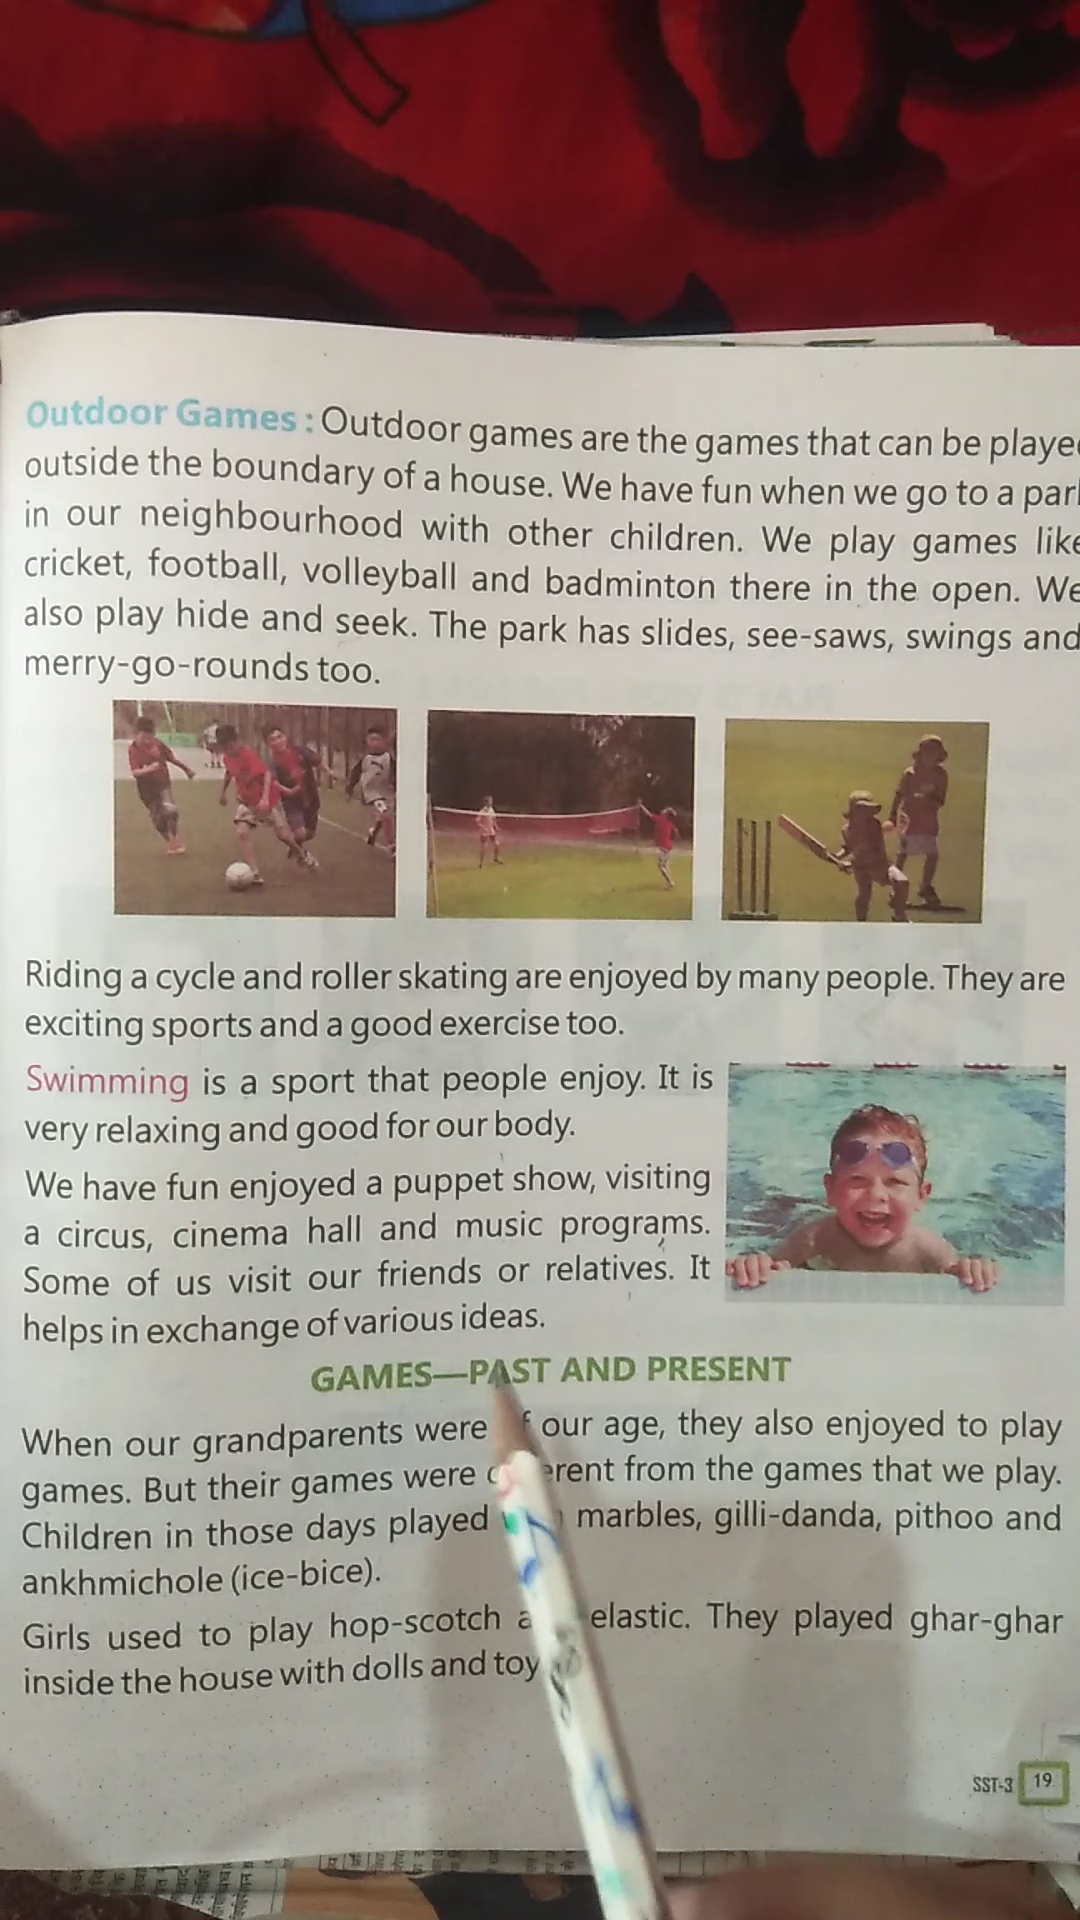 Outdoor Games : Outdoor games are the games that can be playe
outside the boundary of a house. We have fun when we go to a par
in our neighbourhood with other children. We play games like
cricket, football, volleyball and badminton there in the open. We
also play hide and seek. The park has slides, see-saws, swings and
merry-go-rounds too.
Riding a cycle and roller skating are enjoyed by many people. They are
exciting sports and a good exercise too.
Swimming is a sport that people enjoy. It is
very relaxing and good for our body.
We have fun enjoyed a puppet show, visiting
a circus, cinema hall and music programs.
Some of us visit our friends or relatives. It
helps in exchange of various ideas.
GAMES—PAST AND PRESENT
When our grandparents were our age, they also enjoyed to play
games. But their games were from the games that we play.
Children in those days played marbles, gilli-danda, pithoo and
ankhmichole (ice-bice).
Girls used to play hop-scotch elastic. They played ghar-ghar
inside the house with dolls and toy
SST-3 19